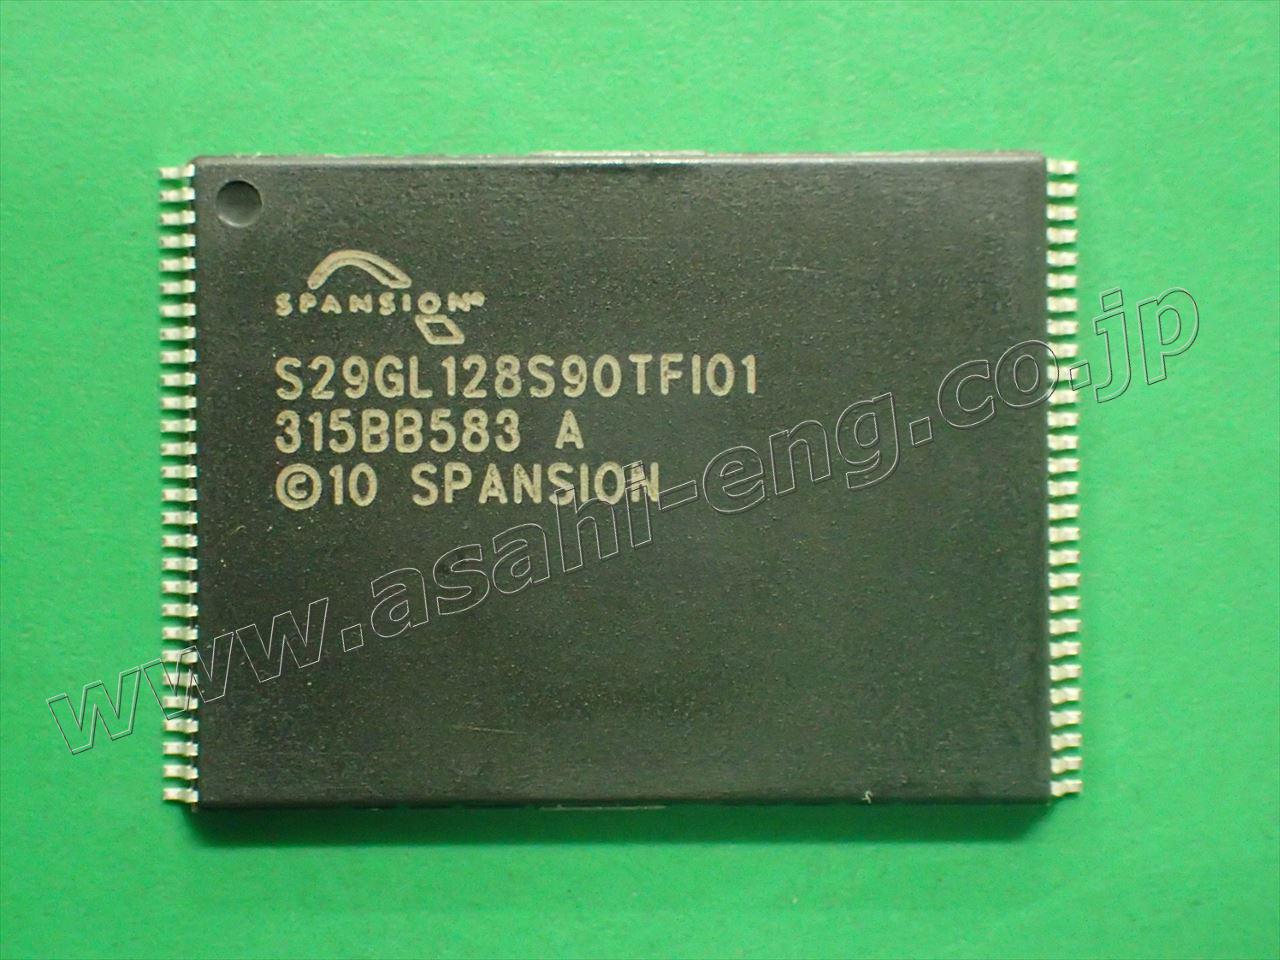 SPANSION
S29GL128S90TFI01
315BB583 A
©10 SPANSION
www.asahi-eng.co.jp